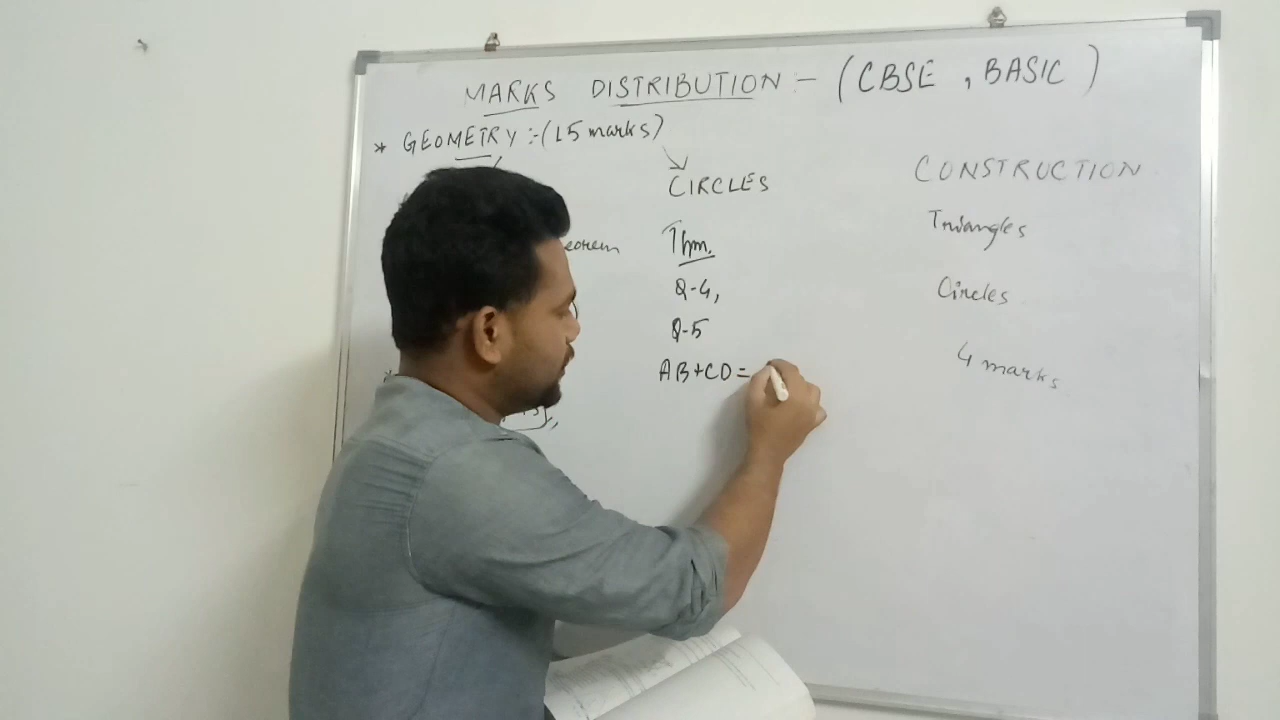 MARKS DISTRIBUTION :- (CBSE, BASIC)
* GEOMETRY :- (15 marks)
CIRCLES
Thm.
Q-4,
Q-5
AB+CD=
CONSTRUCTION
Triangles
Circles
4 marks